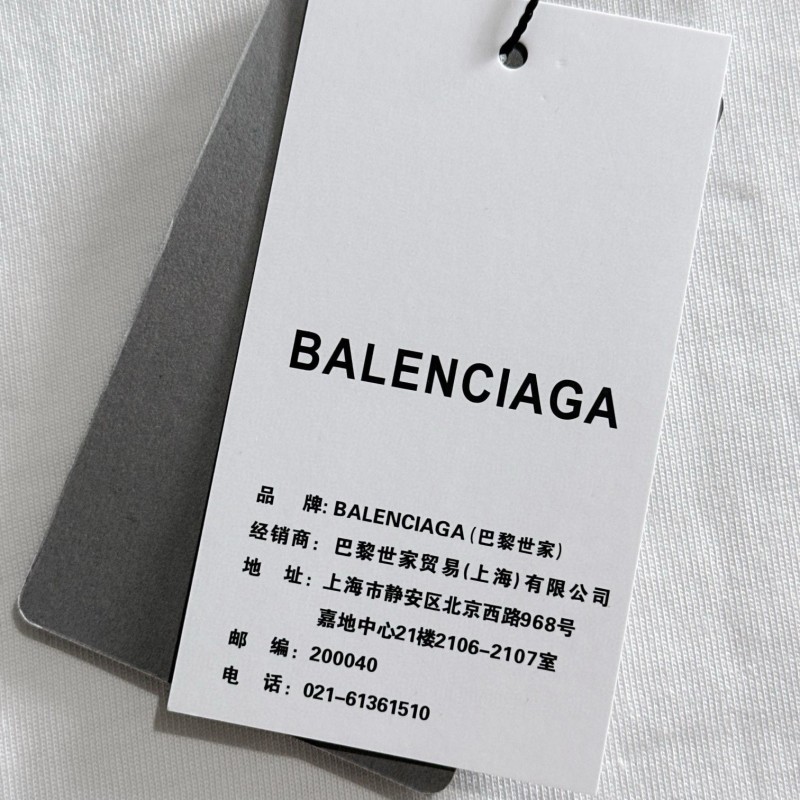 BALENCIAGA
品 牌: BALENCIAGA (巴黎世家)
经销商: 巴黎世家贸易(上海)有限公司
地 址: 上海市静安区北京西路968号
嘉地中心21楼2106-2107室
邮 编: 200040
电 话: 021-61361510